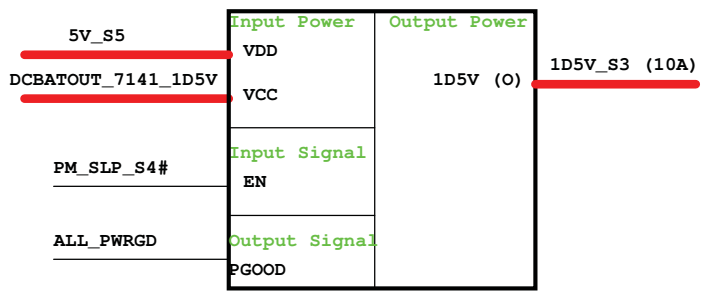 Input Power
Output Power
5V_S5
VDD
DCBATOUT_7141_1D5V
VCC
1D5V (O)
1D5V_S3 (10A)
Input Signal
PM_SLP_S4#
EN
ALL_PWRGD
Output Signal
PGOOD